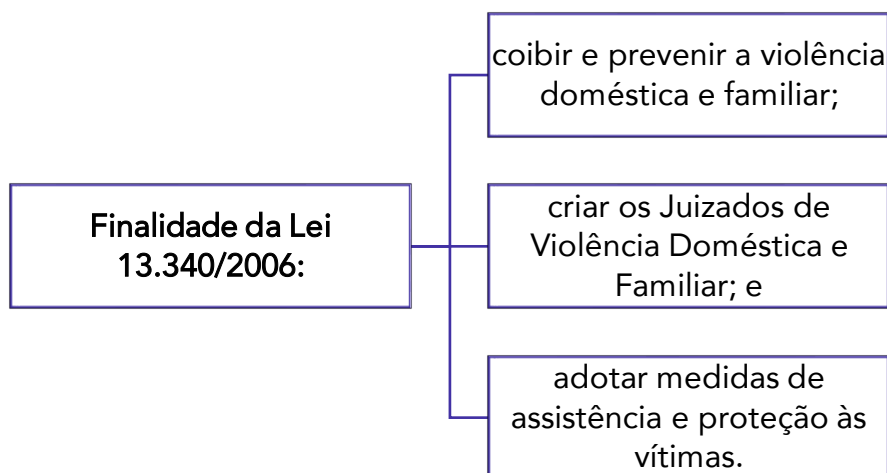 coibir e prevenir a violência
doméstica e familiar;
Finalidade da Lei
13.340/2006:
criar os Juizados de
Violência Doméstica e
Familiar; e
adotar medidas de
assistência e proteção às
vítimas.